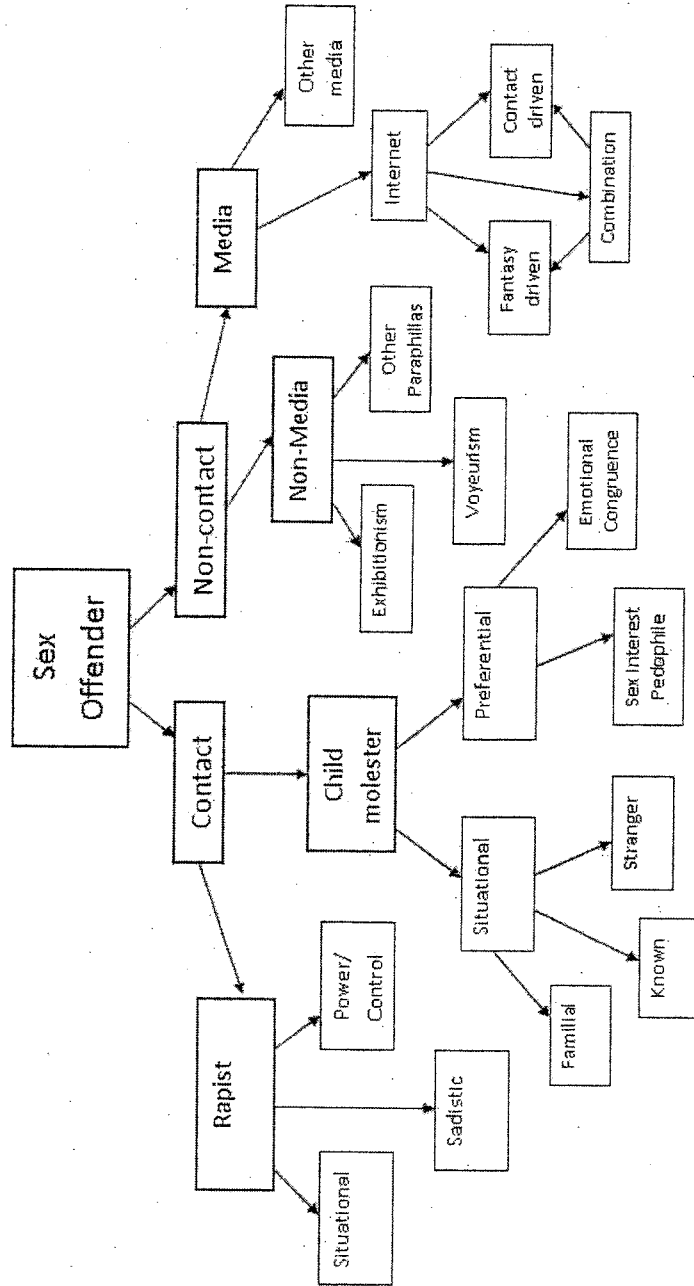 Sex
Offender
Contact
Non-contact
Rapist
Child
molester
Non-Media
Media
Situational
Sadistic
Power/
Control
Situational
Preferential
Exhibitionism
Voyeurism
Other
Paraphillas
Internet
Other
media
Familial
Known
Stranger
Sex Interest
Pedophile
Emotional
Congruence
Fantasy
driven
Contact
driven
Combination